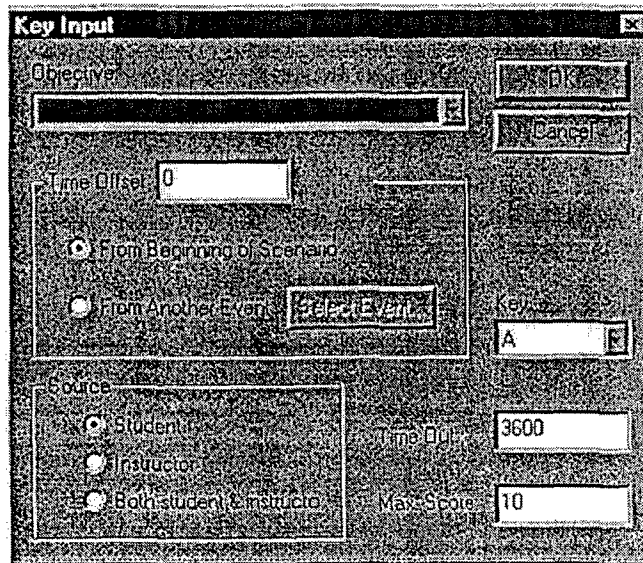 Key Input
Objective
OK
Cancel
Time Offset 0
From Beginning of Scenario
From Another Event Select Event...
Key
A
Source
Student
Instructor
Both student & instructo
Time Out 3600
Max. Score 10